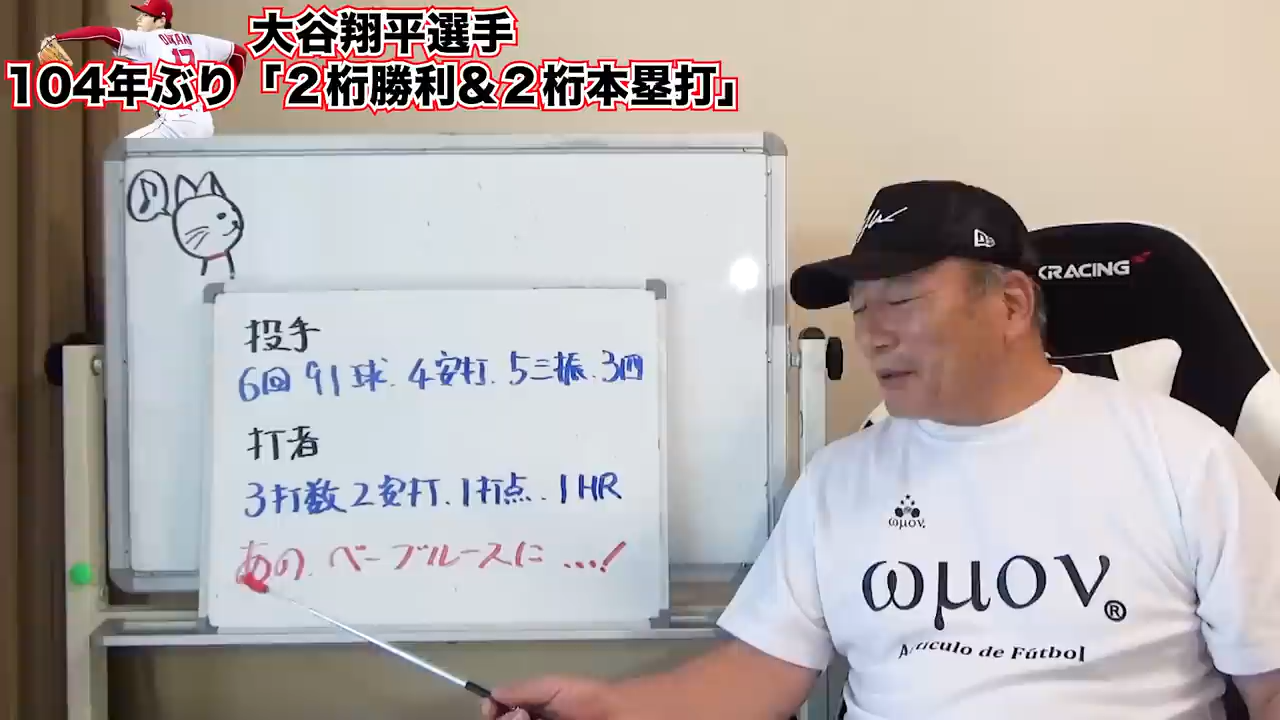 大谷翔平選手
104年ぶり「2桁勝利&2桁本塁打」
投手
6回 91球. 4安打. 5三振. 3四
打者
3打数2安打. 1打点. 1HR
あの. ベーブルースに...!
KRACING
ωμον.
ωμον®
Artículo de Fútbol